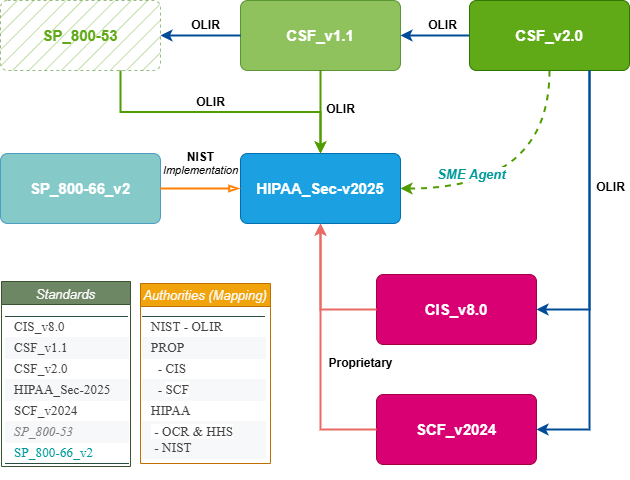 OLIR
OLIR
SP_800-53
CSF_v1.1
CSF_v2.0
OLIR
OLIR
NIST
Implementation
SME Agent
SP_800-66_v2
HIPAA_Sec-v2025
OLIR
Standards
CIS_v8.0
CSF_v1.1
CSF_v2.0
HIPAA_Sec-2025
SCF_v2024
SP_800-53
SP_800-66_v2
Authorities (Mapping)
NIST - OLIR
PROP
- CIS
- SCF
HIPAA
- OCR & HHS
- NIST
CIS_v8.0
Proprietary
SCF_v2024